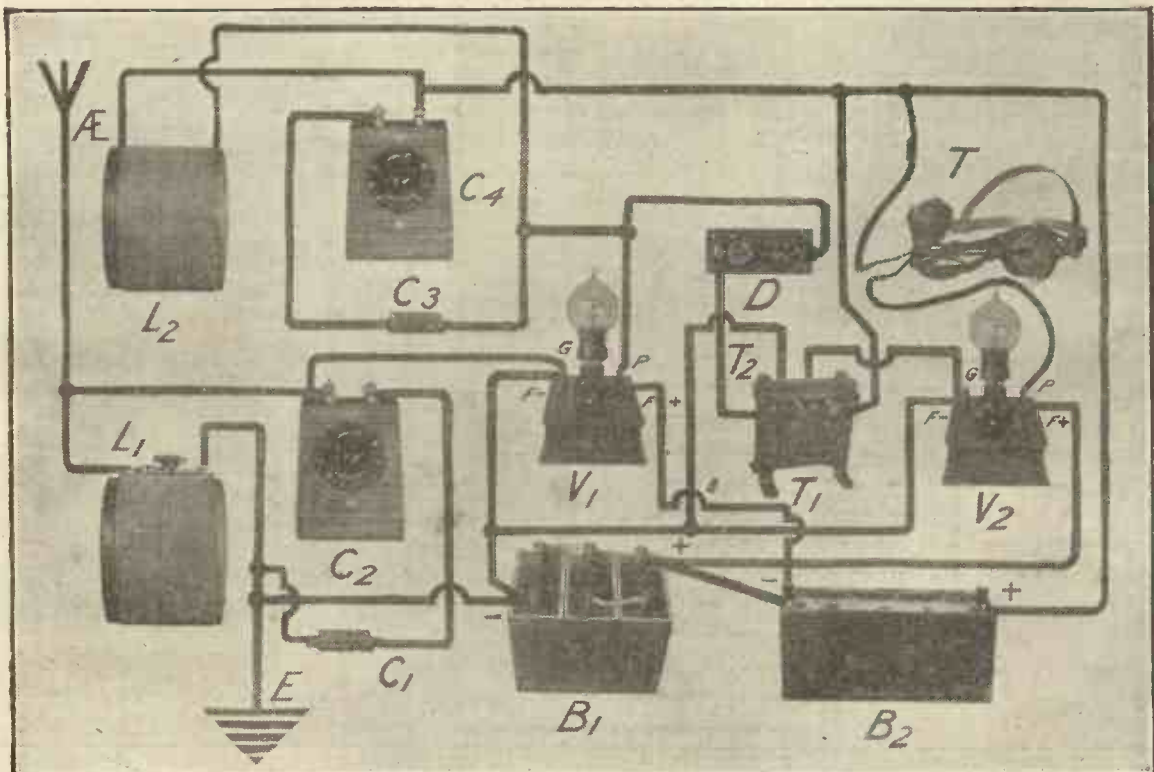 Æ
T
C4
L2
C3
D
G
P
T2
G
P
F-
F+
F-
F+
L1
V1
T1
V2
C2
+
-
-
+
C1
E
B1
B2